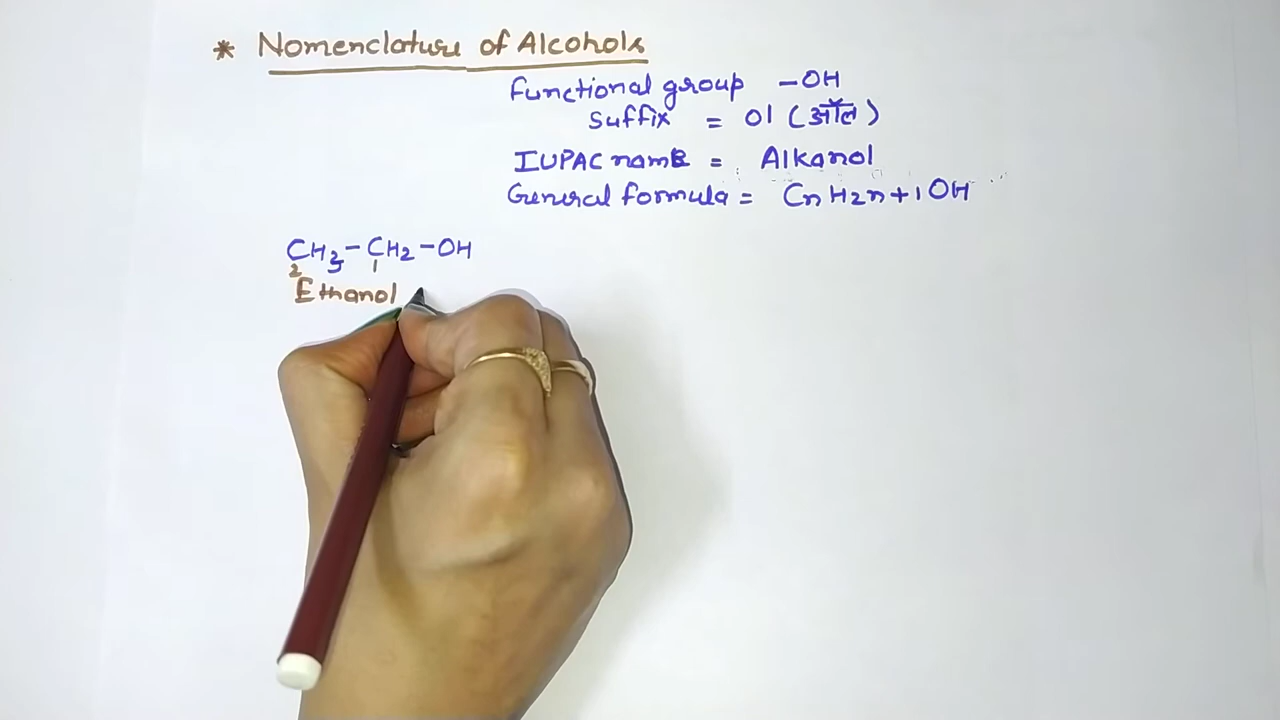 * Nomenclature of Alcohols
Functional group -OH
Suffix = ol (ऑल)
IUPAC name = Alkanol
General formula = CnH2n+1OH
CH3-CH2-OH
2 1
Ethanol